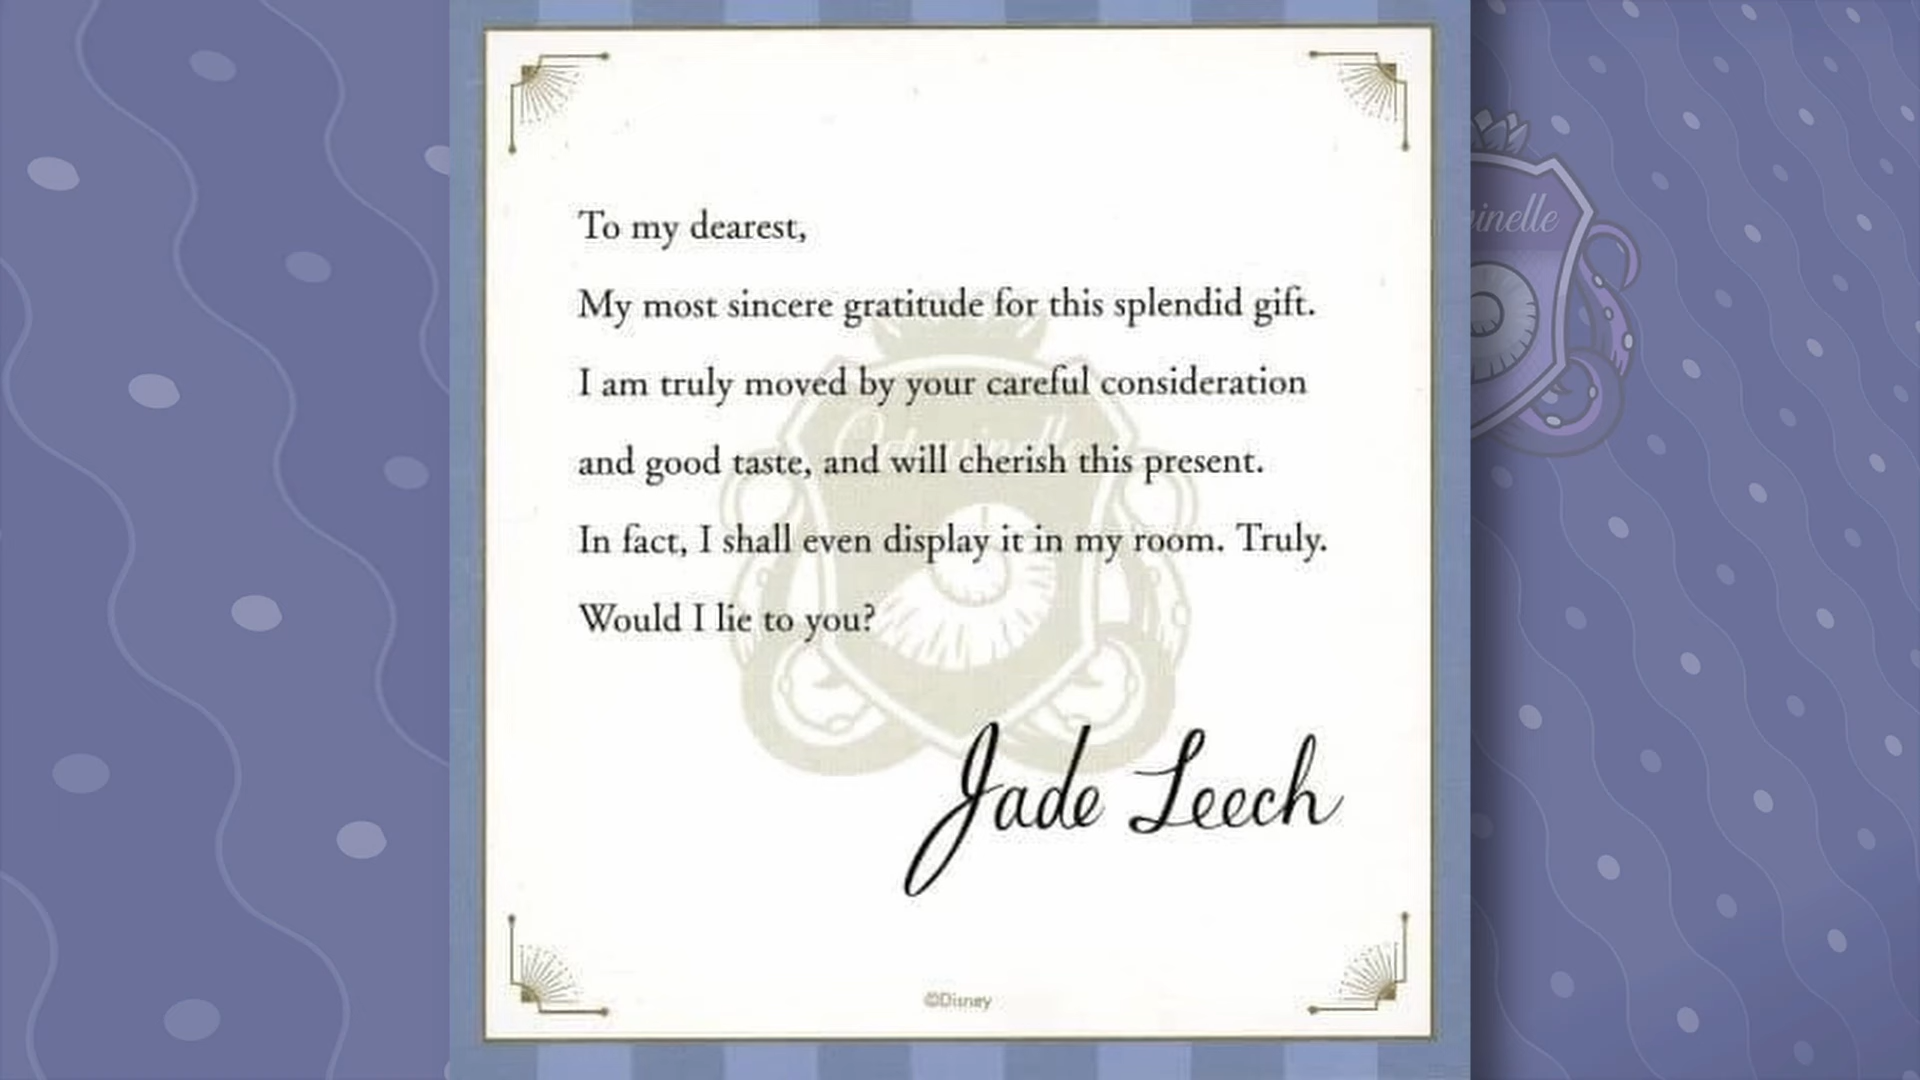 To my dearest,
My most sincere gratitude for this splendid gift.
I am truly moved by your careful consideration
and good taste, and will cherish this present.
In fact, I shall even display it in my room. Truly.
Would I lie to you?
Jade Leech
©Disney
Octavinelle
inelle